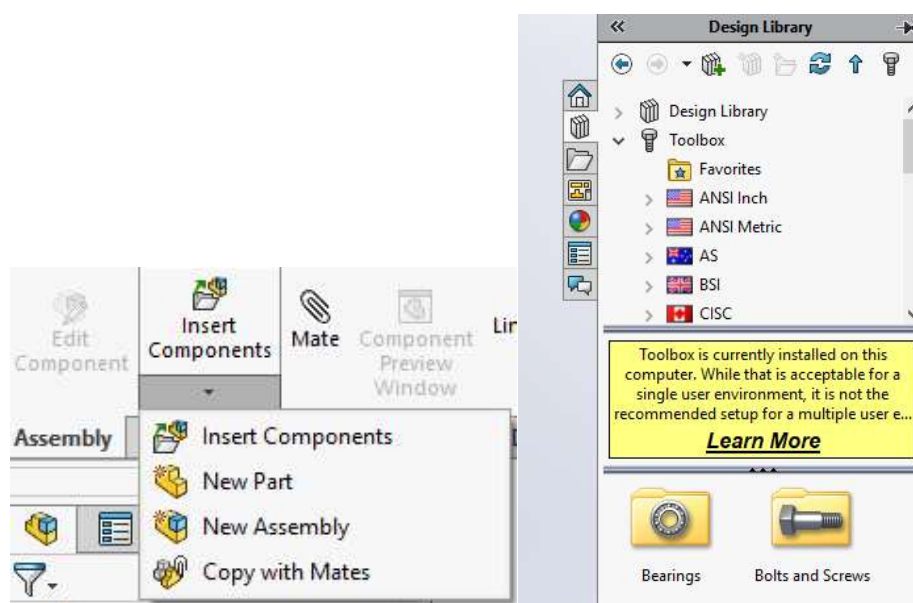 Edit
Component
Insert
Components
Mate
Component
Preview
Window
Lin
Assembly
Insert Components
New Part
New Assembly
Copy with Mates
Design Library
Design Library
Toolbox
Favorites
ANSI Inch
ANSI Metric
AS
BSI
CISC
Toolbox is currently installed on this
computer. While that is acceptable for a
single user environment, it is not the
recommended setup for a multiple user e...
Learn More
Bearings
Bolts and Screws